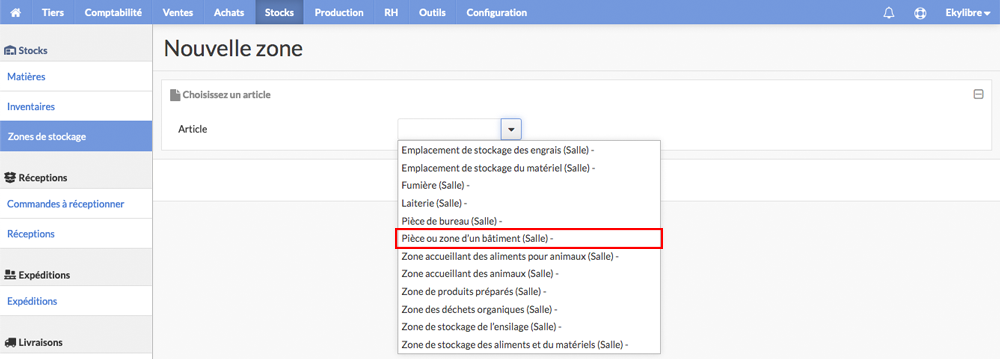 Tiers Comptabilité Ventes Achats Stocks Production RH Outils Configuration Ekylibre
Stocks
Matières
Inventaires
Zones de stockage
Réceptions
Commandes à réceptionner
Réceptions
Expéditions
Expéditions
Livraisons
Nouvelle zone
Choisissez un article
Article
Emplacement de stockage des engrais (Salle) -
Emplacement de stockage du matériel (Salle) -
Fumière (Salle) -
Laiterie (Salle) -
Pièce de bureau (Salle) -
Pièce ou zone d'un bâtiment (Salle) -
Zone accueillant des aliments pour animaux (Salle) -
Zone accueillant des animaux (Salle) -
Zone de produits préparés (Salle) -
Zone des déchets organiques (Salle) -
Zone de stockage de l'ensilage (Salle) -
Zone de stockage des aliments et du matériels (Salle) -